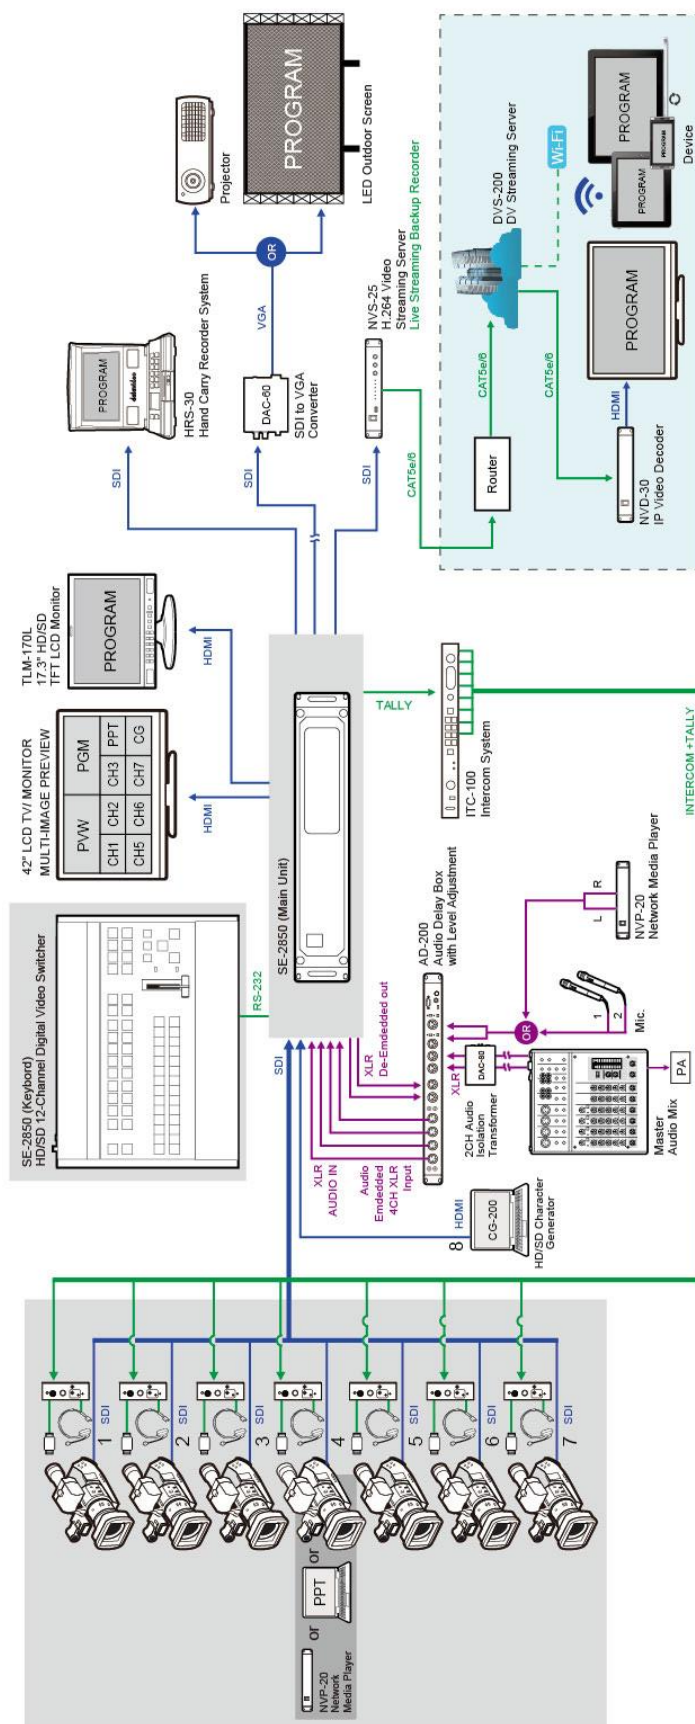 SE-2850 (Keybord)
HD/SD 12-Channel Digital Video Switcher
42" LCD TV/ MONITOR
MULTI-IMAGE PREVIEW
PVW
PGM
CH1
CH2
CH3
PPT
CH5
CH6
CH7
CG
TLM-170L
17.3" HD/SD
TFT LCD Monitor
PROGRAM
HRS-30
Hand Carry Recorder System
PROGRAM
datavideo
Projector
LED Outdoor Screen
PROGRAM
OR
VGA
DAC-60
SDI to VGA
Converter
NVS-25
H.264 Video
Streaming Server
Live Streaming Backup Recorder
RS-232
HDMI
HDMI
SDI
SDI
SDI
SE-2850 (Main Unit)
SDI
XLR
AUDIO IN
XLR
De-Emdedded out
TALLY
CAT5e/6
Router
CAT5e/6
DVS-200
DV Streaming Server
Wi-Fi
CAT5e/6
NVD-30
IP Video Decoder
HDMI
PROGRAM
PROGRAM
PROGRAM
PROGRAM
Device
ITC-100
Intercom System
INTERCOM +TALLY
Audio
Emdedded
4CH XLR
Input
AD-200
Audio Delay Box
with Level Adjustment
8
HDMI
CG-200
HD/SD Character
Generator
2CH Audio
Isolation
Transformer
XLR
DAC-80
OR
1
2
Mic.
L
R
NVP-20
Network Media Player
Master
Audio Mix
PA
1
SDI
2
SDI
3
SDI
4
5
SDI
6
SDI
7
SDI
NVP-20
Network
Media Player
or
PPT
or